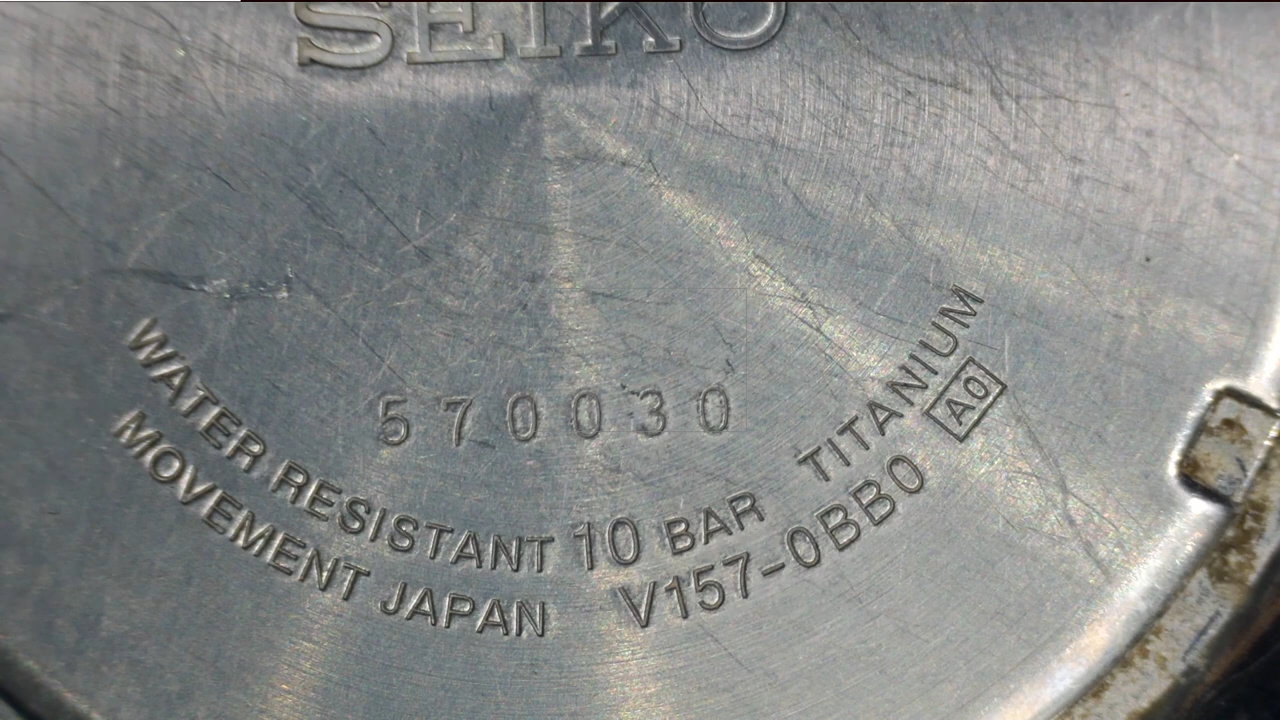 SEIKO
570030
WATER RESISTANT 10 BAR TITANIUM
MOVEMENT JAPAN V157-0BB0 A0